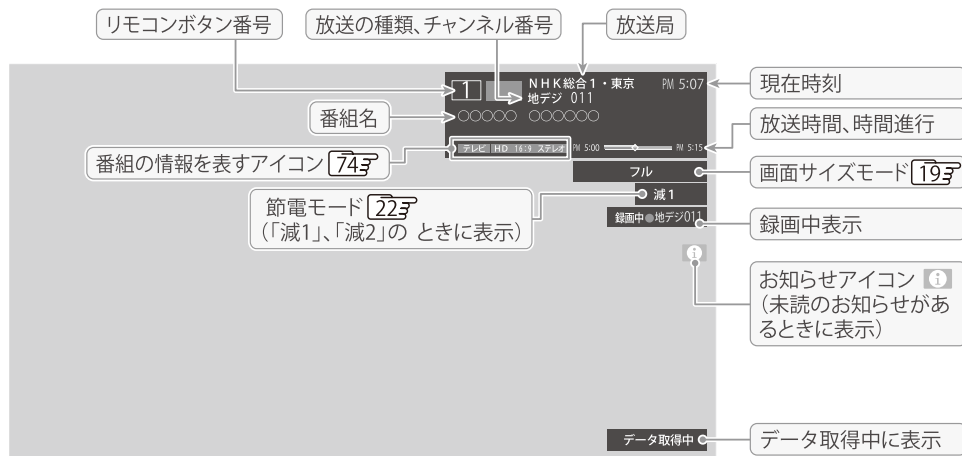 リモコンボタン番号
放送の種類、チャンネル番号
放送局
1
NHK総合1・東京
PM 5:07
地デジ 011
○○○○○ ○○○○○○
現在時刻
番組名
放送時間、時間進行
番組の情報を表すアイコン 74
テレビ HD 16:9 ステレオ PM 5:00 PM 5:15
フル
画面サイズモード 19
減1
節電モード 22
(「減1」、「減2」の ときに表示)
録画中●地デジ011
録画中表示
お知らせアイコン
(未読のお知らせがあ
るときに表示)
データ取得中
データ取得中に表示